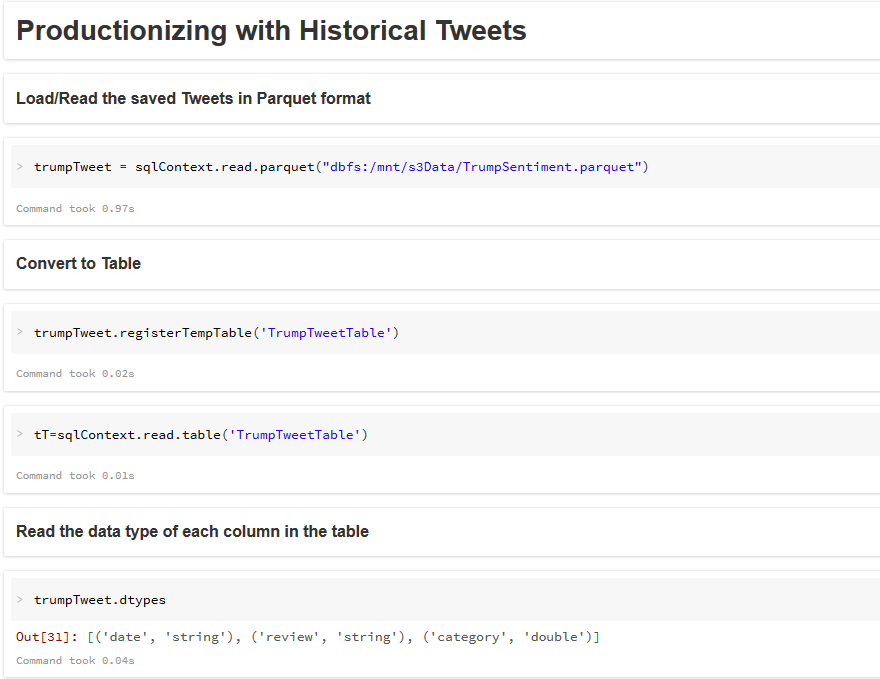 Productionizing with Historical Tweets
Load/Read the saved Tweets in Parquet format
> trumpTweet = sqlContext.read.parquet("dbfs:/mnt/s3Data/TrumpSentiment.parquet")
Command took 0.97s
Convert to Table
> trumpTweet.registerTempTable('TrumpTweetTable')
Command took 0.02s
> tT=sqlContext.read.table('TrumpTweetTable')
Command took 0.01s
Read the data type of each column in the table
> trumpTweet.dtypes
Out[31]: [('date', 'string'), ('review', 'string'), ('category', 'double')]
Command took 0.04s